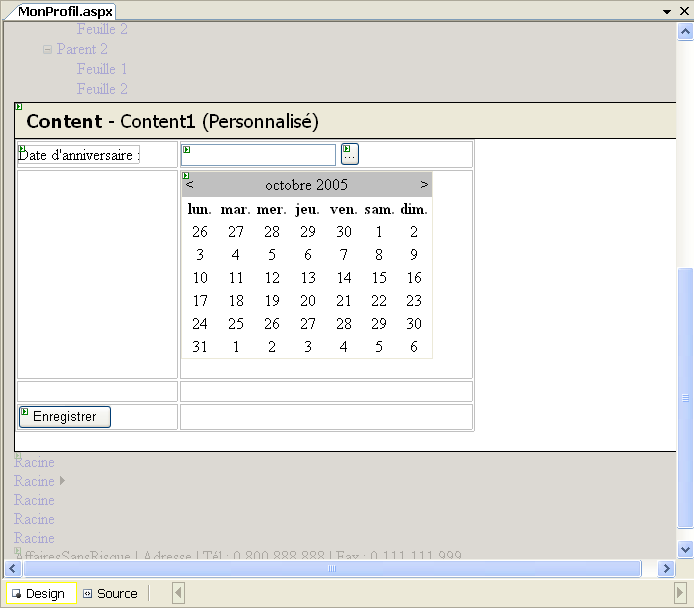 MonProfil.aspx
Feuille 2
Parent 2
Feuille 1
Feuille 2
Content - Content1 (Personnalisé)
Date d'anniversaire :
...
< octobre 2005 >
lun. mar. mer. jeu. ven. sam. dim.
26 27 28 29 30 1 2
3 4 5 6 7 8 9
10 11 12 13 14 15 16
17 18 19 20 21 22 23
24 25 26 27 28 29 30
31 1 2 3 4 5 6
Enregistrer
Racine
Racine
Racine
Racine
Racine
AffairesSansRisque | Adresse | Tél : 0 800 888 888 | Fax : 0 111 111 999
Design Source